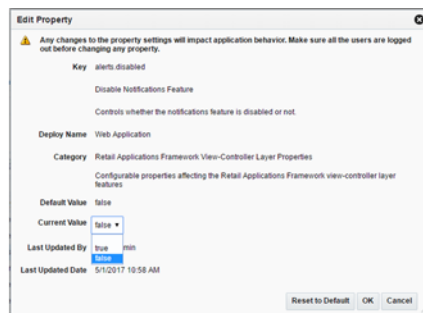 Edit Property
Any changes to the property settings will impact application behavior. Make sure all the users are logged
out before changing any property.
Key alerts.disabled
Disable Notifications Feature
Controls whether the notifications feature is disabled or not.
Deploy Name Web Application
Category Retail Applications Framework View-Controller Layer Properties
Configurable properties affecting the Retail Applications Framework view-controller layer
features
Default Value false
Current Value false
Last Updated By true min
false
Last Updated Date 5/1/2017 10:58 AM
Reset to Default OK Cancel